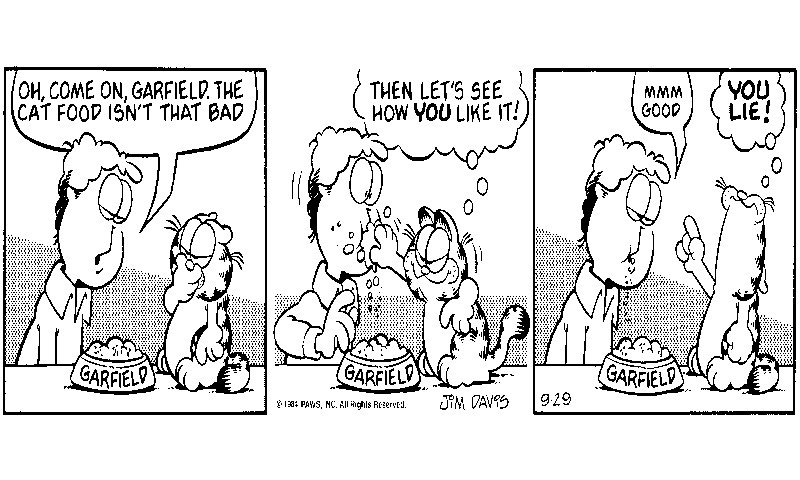 OH, COME ON, GARFIELD. THE
CAT FOOD ISN'T THAT BAD
GARFIELD
THEN LET'S SEE
HOW YOU LIKE IT!
GARFIELD
© 1984 PAWS, INC. All Rights Reserved.
JIM DAVIS
MMM
GOOD
YOU
LIE!
GARFIELD
9-29